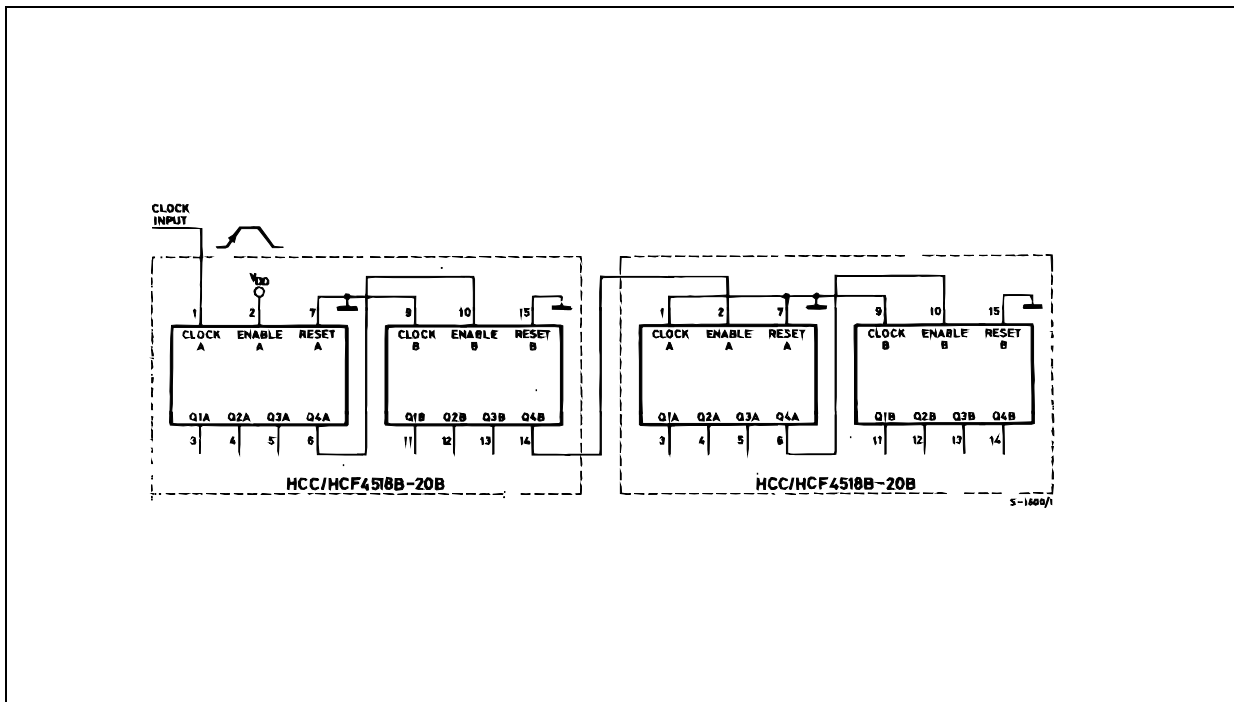 CLOCK
INPUT
VDD
1 2 7 9 10 15
1 2 7 9 10 15
CLOCK A ENABLE A RESET A
CLOCK B ENABLE B RESET B
CLOCK A ENABLE A RESET A
CLOCK B ENABLE B RESET B
Q1A Q2A Q3A Q4A
Q1B Q2B Q3B Q4B
Q1A Q2A Q3A Q4A
Q1B Q2B Q3B Q4B
3 4 5 6
11 12 13 14
3 4 5 6
11 12 13 14
HCC/HCF4518B-20B
HCC/HCF4518B-20B
S-1600/1